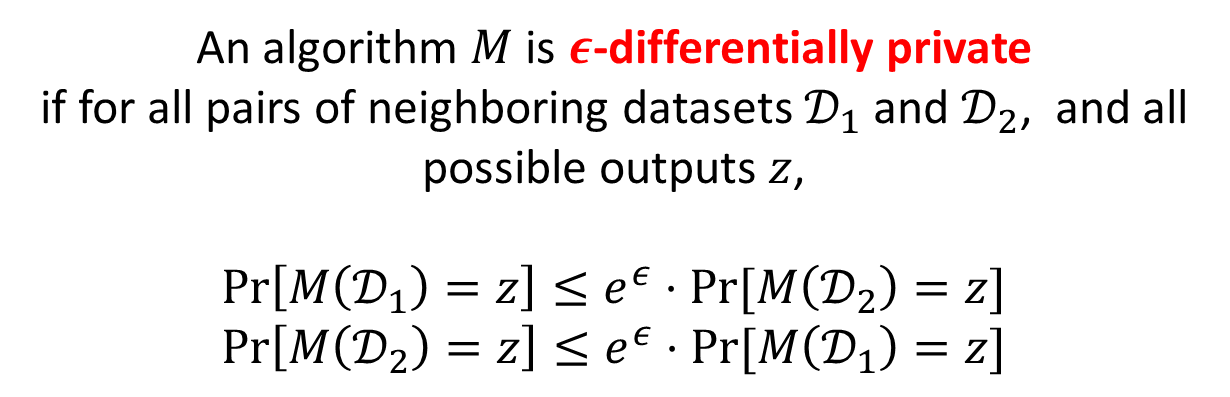 An algorithm 𝑀 is 𝜖-differentially private
if for all pairs of neighboring datasets 𝒟₁ and 𝒟₂, and all
possible outputs 𝑧,
Pr[𝑀(𝒟₁) = 𝑧] ≤ 𝑒^𝜖 ⋅ Pr[𝑀(𝒟₂) = 𝑧]
Pr[𝑀(𝒟₂) = 𝑧] ≤ 𝑒^𝜖 ⋅ Pr[𝑀(𝒟₁) = 𝑧]